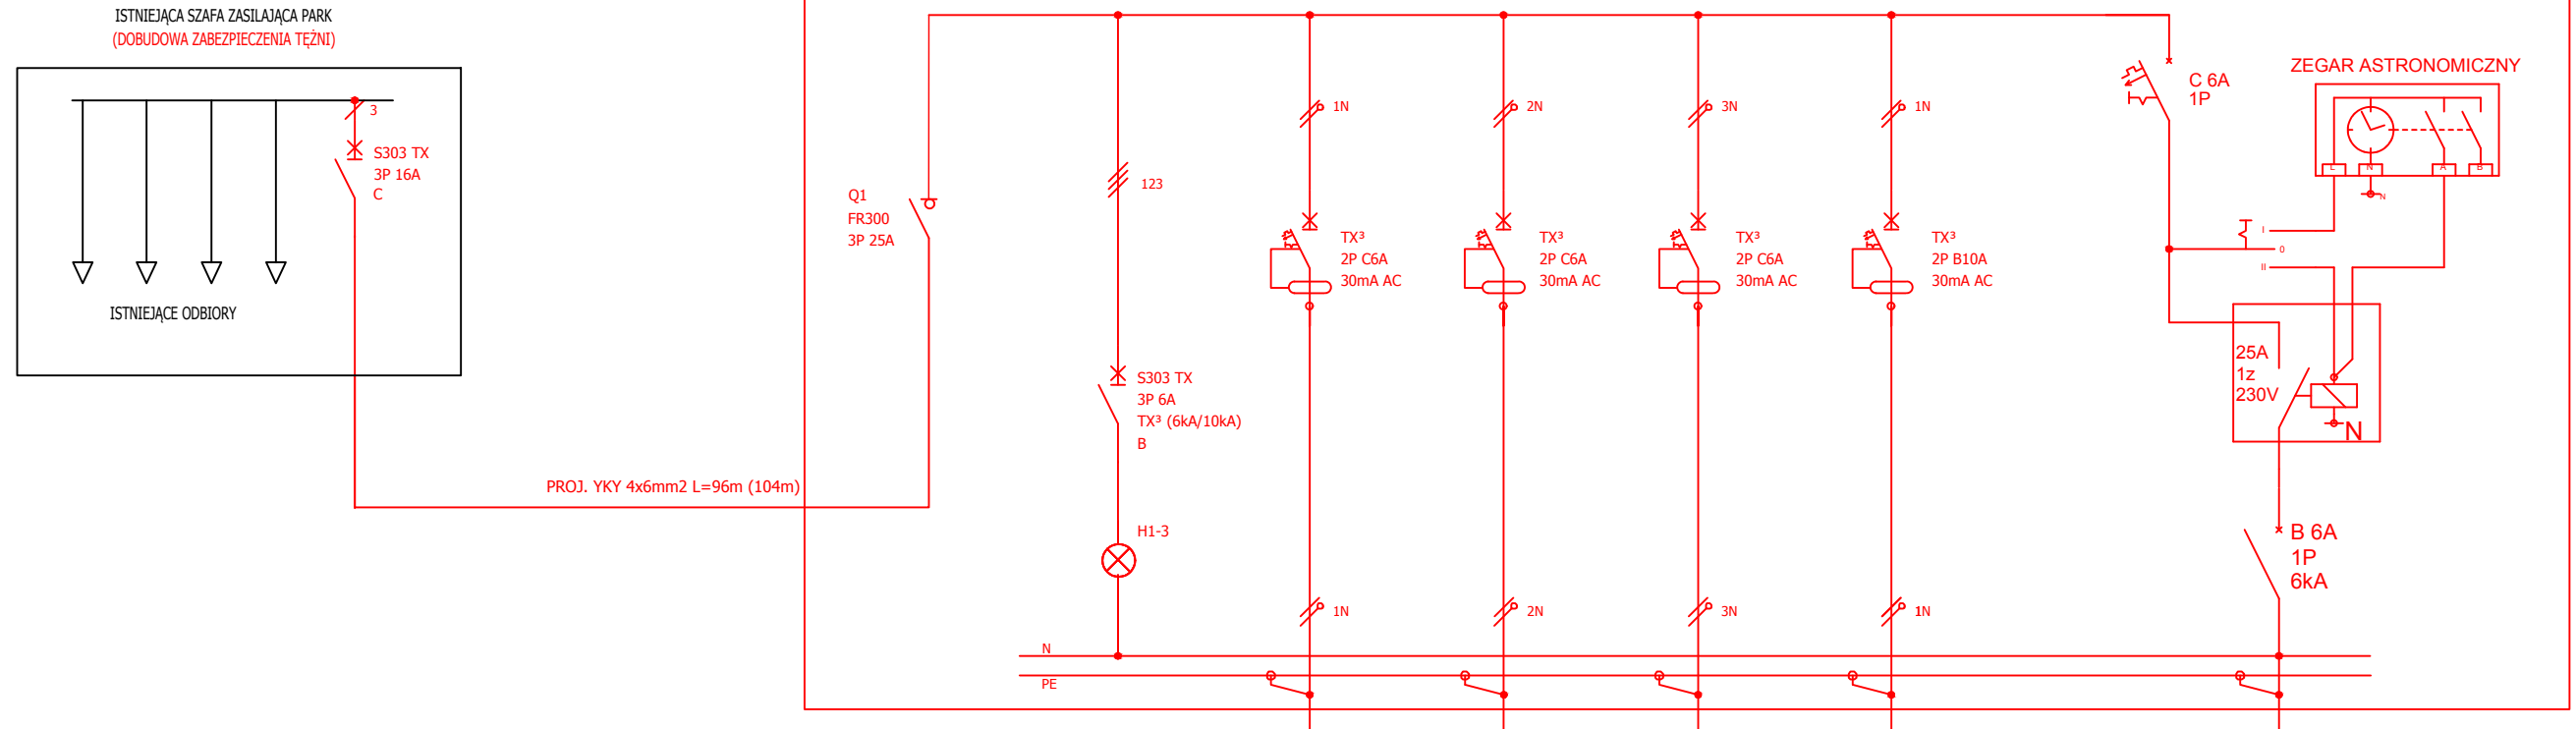 ISTNIEJĄCA SZAFA ZASILAJĄCA PARK
(DOBUDOWA ZABEZPIECZENIA TĘŻNI)
3
S303 TX
3P 16A
C
ISTNIEJĄCE ODBIORY
PROJ. YKY 4x6mm2 L=96m (104m)
Q1
FR300
3P 25A
123
S303 TX
3P 6A
TX³ (6kA/10kA)
B
H1-3
1N
TX³
2P C6A
30mA AC
1N
2N
TX³
2P C6A
30mA AC
2N
3N
TX³
2P C6A
30mA AC
3N
1N
TX³
2P B10A
30mA AC
1N
C 6A
1P
ZEGAR ASTRONOMICZNY
L
N
A
B
N
I
0
II
25A
1z
230V
N
B 6A
1P
6kA
N
PE